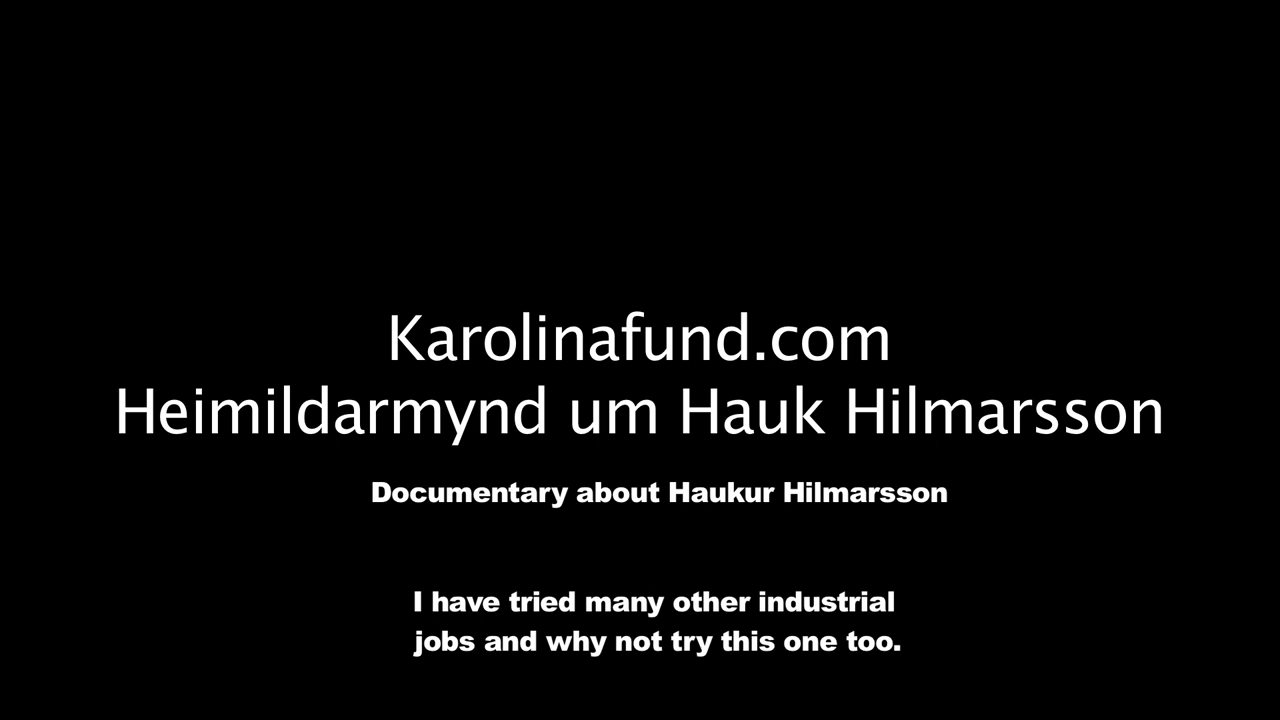 Karolinafund.com
Heimildarmynd um Hauk Hilmarsson
Documentary about Haukur Hilmarsson
I have tried many other industrial
jobs and why not try this one too.